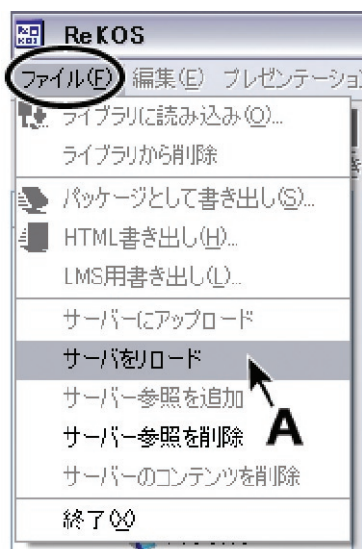 ReKOS
ファイル(F) 編集(E) プレゼンテーショ
ライブラリに読み込み(O)...
ライブラリから削除
パッケージとして書き出し(S)...
HTML書き出し(H)...
LMS用書き出し(L)...
サーバーにアップロード
サーバをリロード
サーバー参照を追加
サーバー参照を削除
A
サーバーのコンテンツを削除
終了(X)